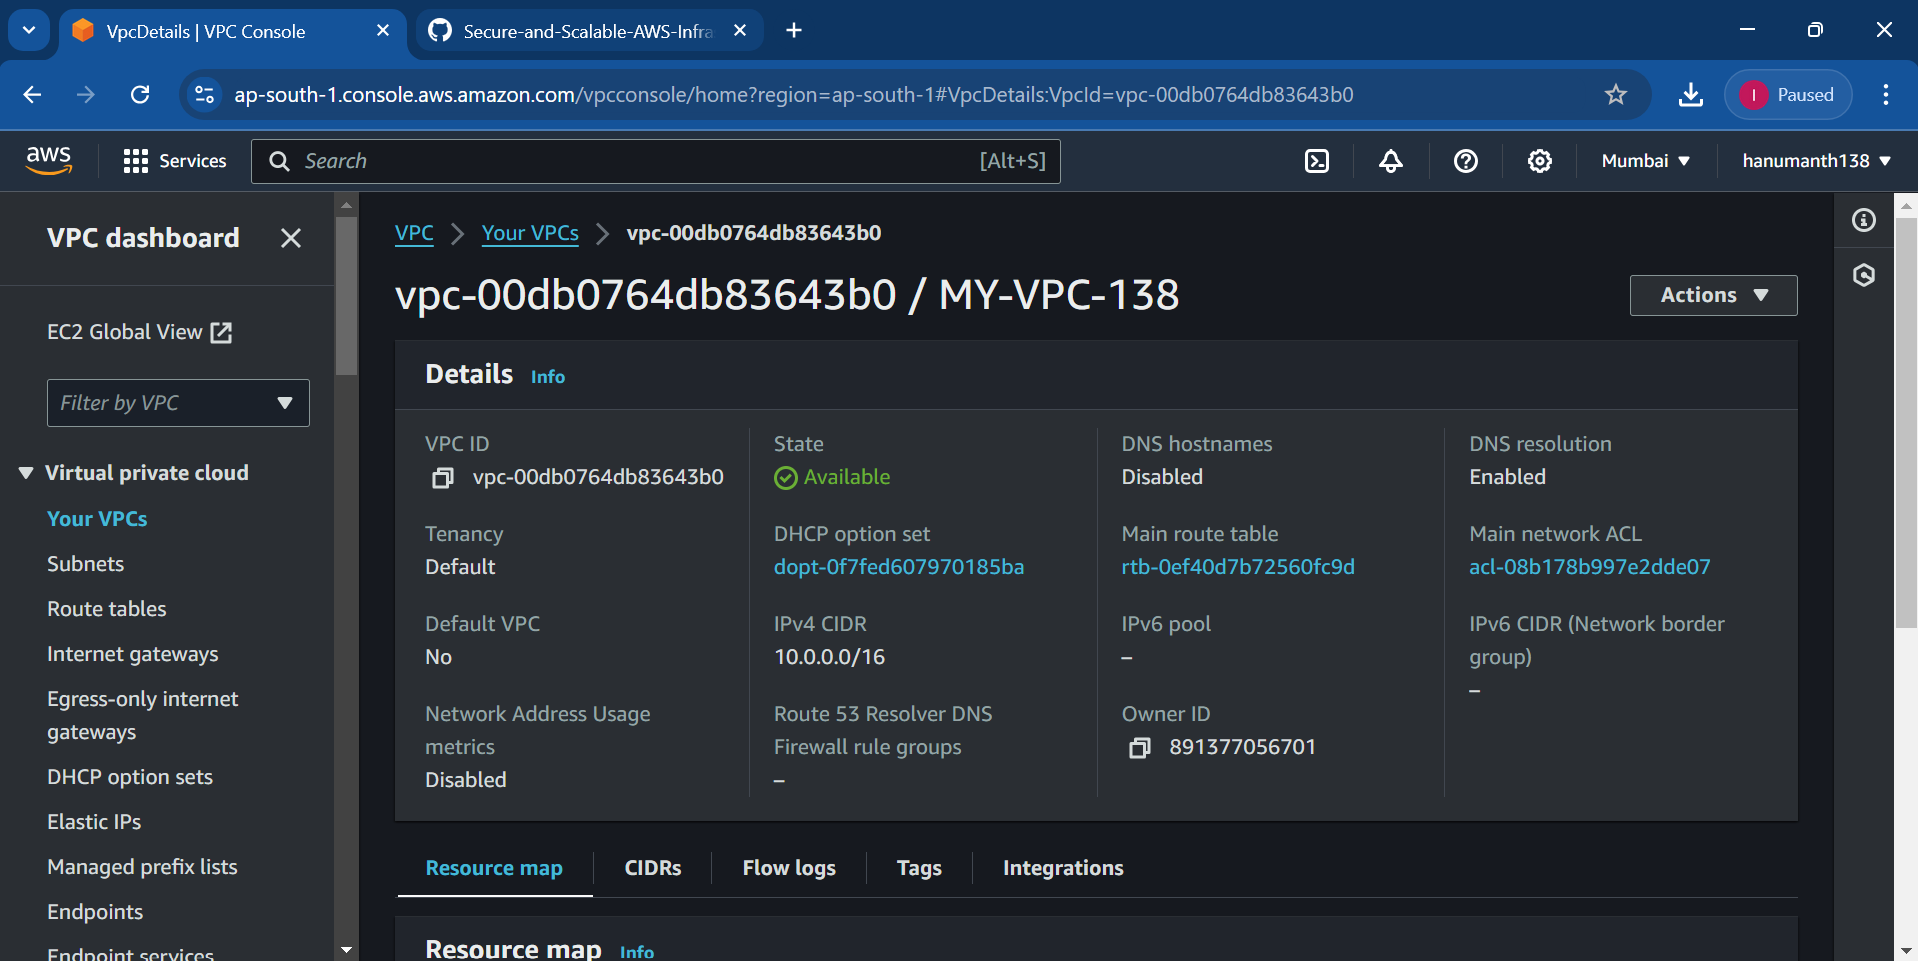 VpcDetails | VPC Console
Secure-and-Scalable-AWS-Infra
ap-south-1.console.aws.amazon.com/vpcconsole/home?region=ap-south-1#VpcDetails:VpcId=vpc-00db0764db83643b0
I Paused
aws
Services
Search [Alt+S]
Mumbai
hanumanth138
VPC dashboard
EC2 Global View
Filter by VPC
Virtual private cloud
Your VPCs
Subnets
Route tables
Internet gateways
Egress-only internet
gateways
DHCP option sets
Elastic IPs
Managed prefix lists
Endpoints
Endpoint services
VPC
Your VPCs
vpc-00db0764db83643b0
vpc-00db0764db83643b0 / MY-VPC-138
Actions
Details Info
VPC ID
vpc-00db0764db83643b0
State
Available
DNS hostnames
Disabled
DNS resolution
Enabled
Tenancy
Default
DHCP option set
dopt-0f7fed607970185ba
Main route table
rtb-0ef40d7b72560fc9d
Main network ACL
acl-08b178b997e2dde07
Default VPC
No
IPv4 CIDR
10.0.0.0/16
IPv6 pool
–
IPv6 CIDR (Network border
group)
–
Network Address Usage
metrics
Disabled
Route 53 Resolver DNS
Firewall rule groups
–
Owner ID
891377056701
Resource map
CIDRs
Flow logs
Tags
Integrations
Resource map Info